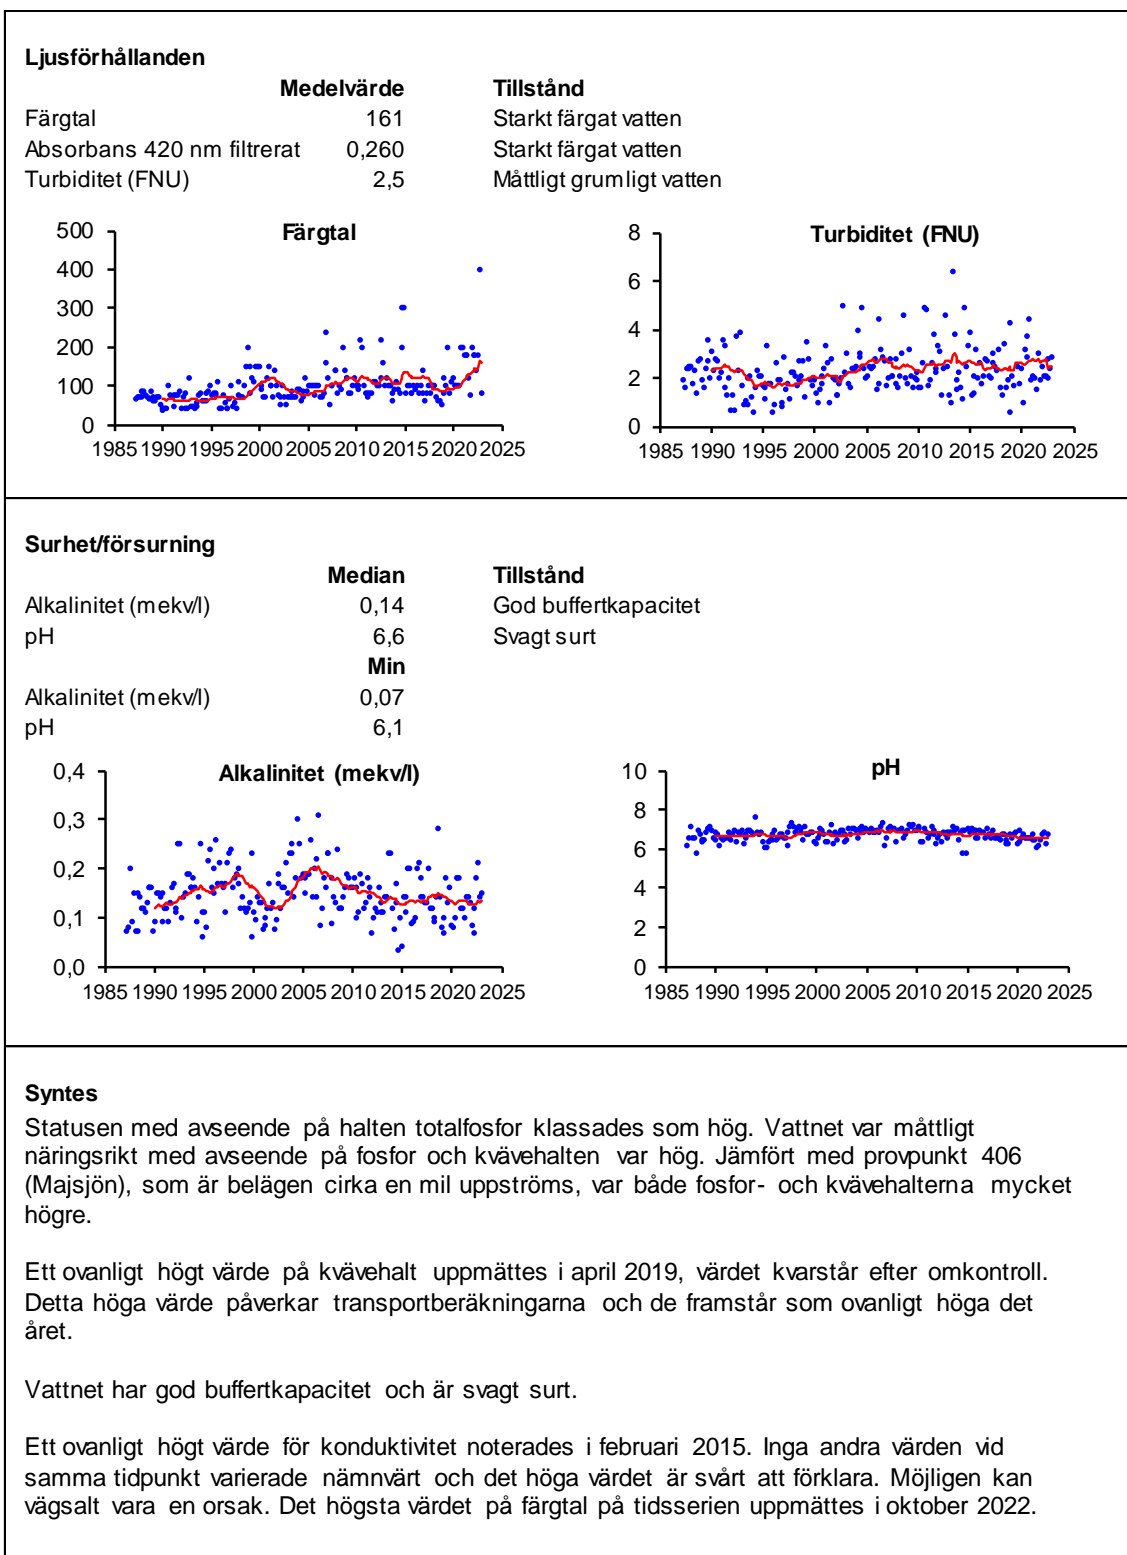 Ljusförhållanden
Medelvärde Tillstånd
Färgtal 161 Starkt färgat vatten
Absorbans 420 nm filtrerat 0,260 Starkt färgat vatten
Turbiditet (FNU) 2,5 Måttligt grumligt vatten
Färgtal
500
400
300
200
100
0
1985 1990 1995 2000 2005 2010 2015 2020 2025
Turbiditet (FNU)
8
6
4
2
0
1985 1990 1995 2000 2005 2010 2015 2020 2025
Surhet/försurning
Median Tillstånd
Alkalinitet (mekv/l) 0,14 God buffertkapacitet
pH 6,6 Svagt surt
Min
Alkalinitet (mekv/l) 0,07
pH 6,1
Alkalinitet (mekv/l)
0,4
0,3
0,2
0,1
0,0
1985 1990 1995 2000 2005 2010 2015 2020 2025
pH
10
8
6
4
2
0
1985 1990 1995 2000 2005 2010 2015 2020 2025
Syntes
Statusen med avseende på halten totalfosfor klassades som hög. Vattnet var måttligt
näringsrikt med avseende på fosfor och kvävehalten var hög. Jämfört med provpunkt 406
(Majsjön), som är belägen cirka en mil uppströms, var både fosfor- och kvävehalterna mycket
högre.
Ett ovanligt högt värde på kvävehalt uppmättes i april 2019, värdet kvarstår efter omkontroll.
Detta höga värde påverkar transportberäkningarna och de framstår som ovanligt höga det
året.
Vattnet har god buffertkapacitet och är svagt surt.
Ett ovanligt högt värde för konduktivitet noterades i februari 2015. Inga andra värden vid
samma tidpunkt varierade nämnvärt och det höga värdet är svårt att förklara. Möjligen kan
vägsalt vara en orsak. Det högsta värdet på färgtal på tidsserien uppmättes i oktober 2022.